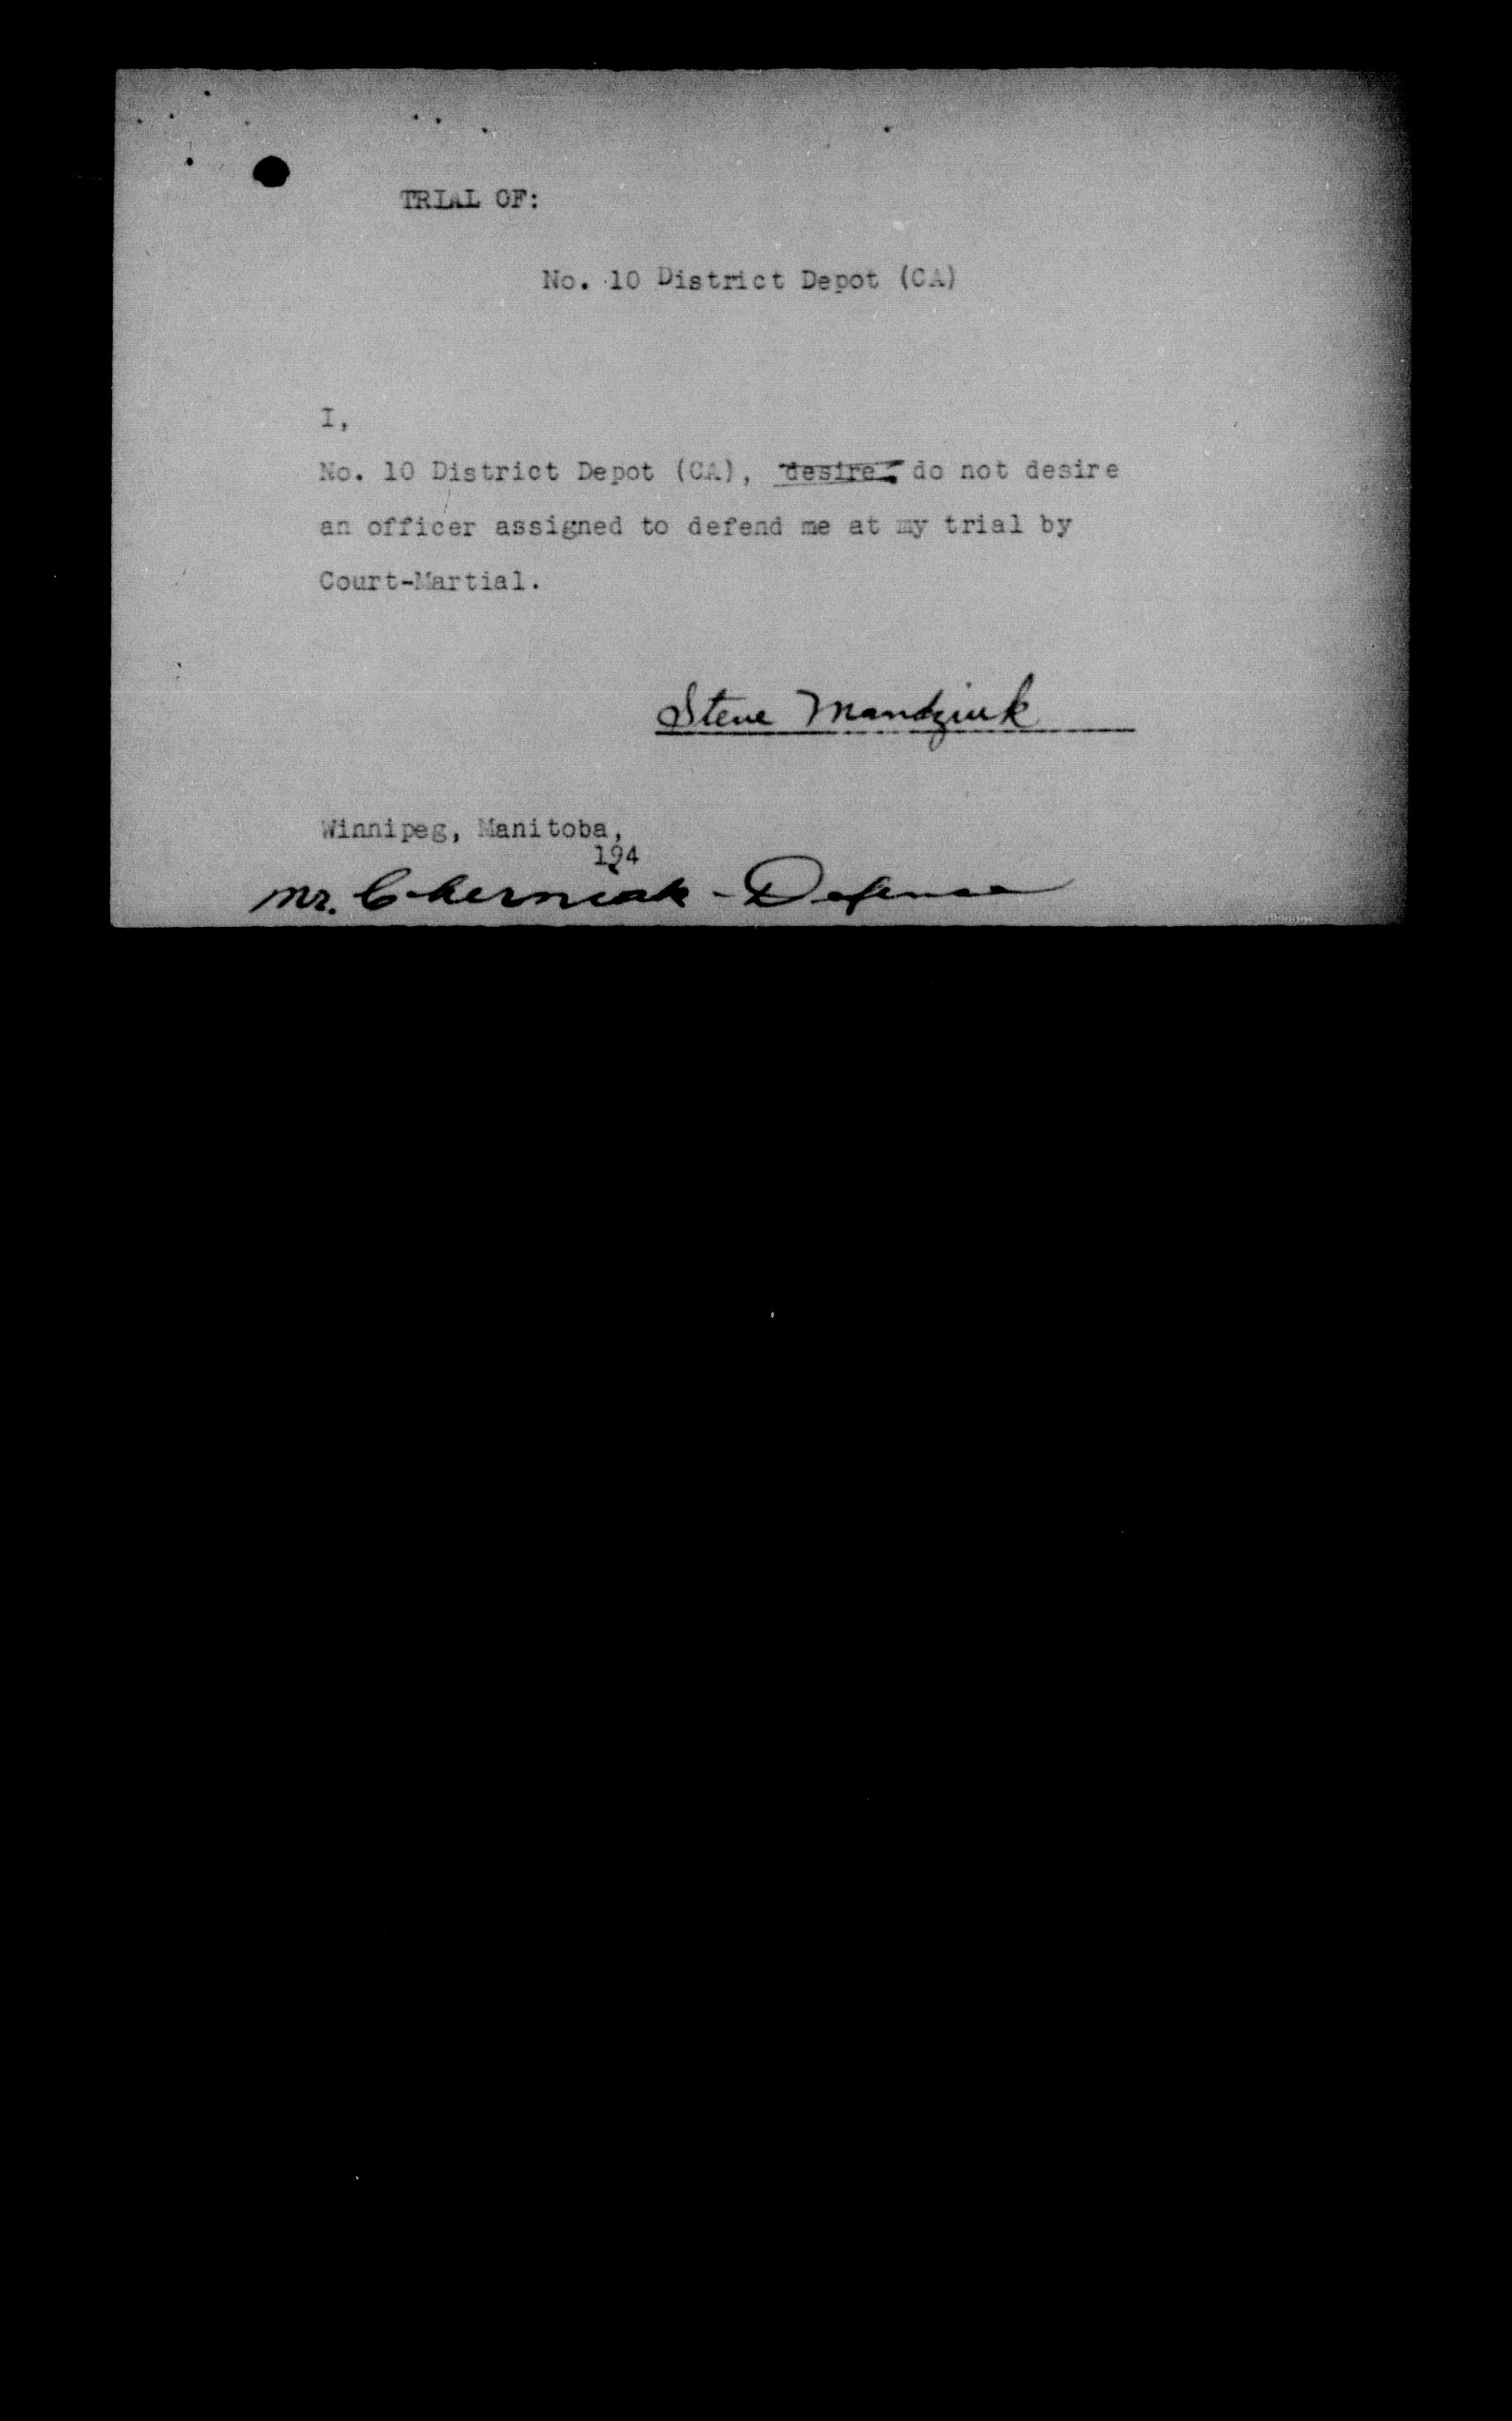 TRIAL OF:
No. 10 District Depot (CA)
I,
No. 10 District Depot (CA), desire, do not desire
an officer assigned to defend me at my trial by
Court-Martial.
Steve Mandziuk
Winnipeg, Manitoba,
194
Mr. Cherniak - Defense